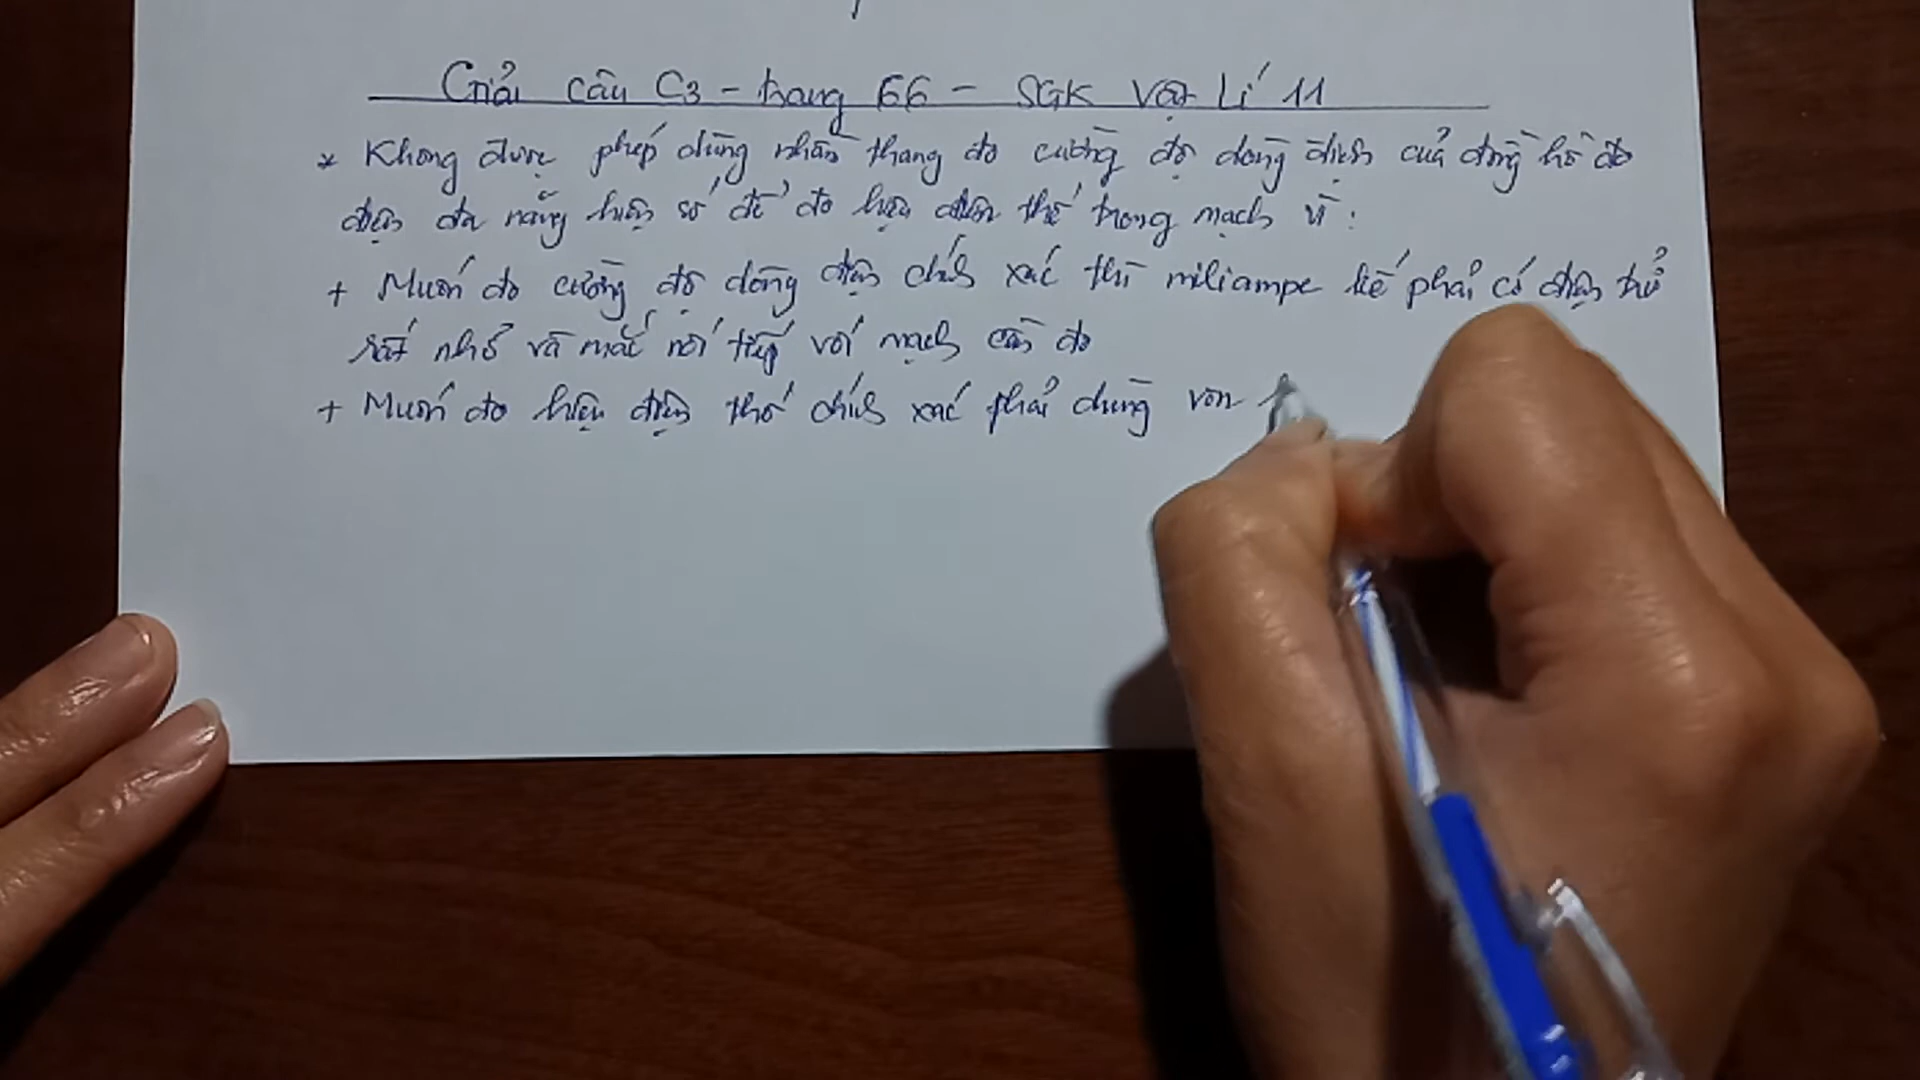 Giải câu C3 - trang 66 - SGK Vật Lí 11
* Không được phép dùng nhầm thang đo cường độ dòng điện của đồng hồ đo
điện đa năng hiện số để đo hiệu điện thế trong mạch vì :
+ Muốn đo cường độ dòng điện chính xác thì miliampe kế phải có điện trở
rất nhỏ và mắc nối tiếp với mạch cần đo
+ Muốn đo hiệu điện thế chính xác phải dùng vôn